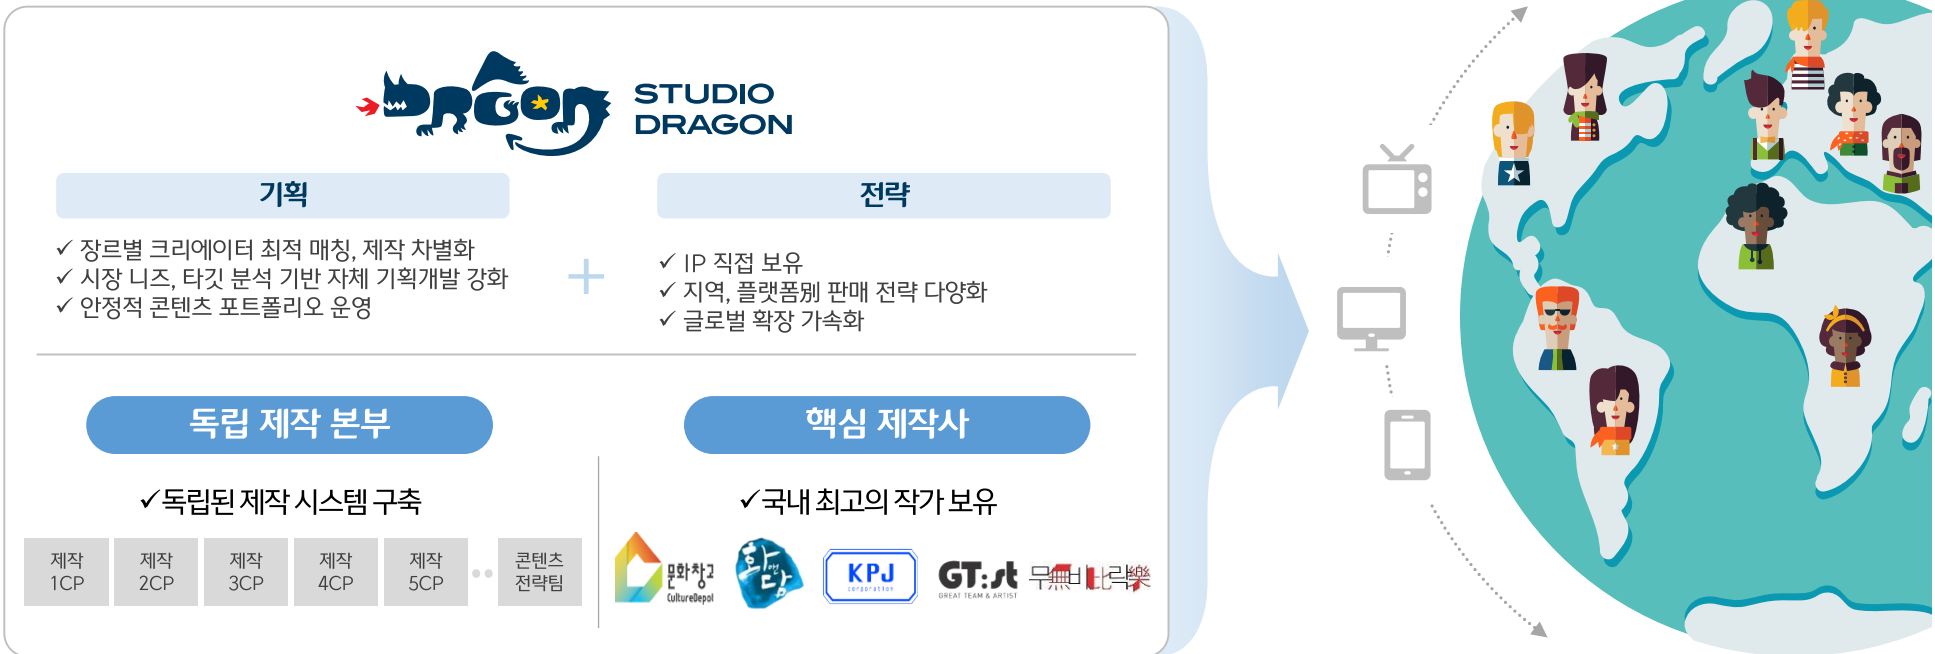 DRGON
STUDIO
DRAGON
기획
✓ 장르별 크리에이터 최적 매칭, 제작 차별화
✓ 시장 니즈, 타깃 분석 기반 자체 기획개발 강화
✓ 안정적 콘텐츠 포트폴리오 운영
+
전략
✓ IP 직접 보유
✓ 지역, 플랫폼別 판매 전략 다양화
✓ 글로벌 확장 가속화
독립 제작 본부
✓독립된 제작 시스템 구축
제작
1CP
제작
2CP
제작
3CP
제작
4CP
제작
5CP
콘텐츠
전략팀
핵심 제작사
✓국내 최고의 작가 보유
문화창고
CultureDepot
화앤담
KPJ
corporation
GT:st
GREAT TEAM & ARTIST
무無비比락樂